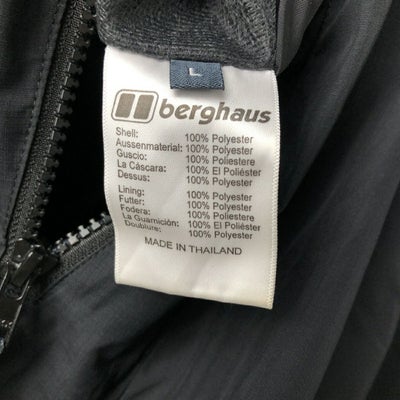 L
berghaus
Shell: 100% Polyester
Aussenmaterial: 100% Polyester
Guscio: 100% Poliestere
La Cáscara: 100% El Poliéster
Dessus: 100% Polyester
Lining: 100% Polyester
Futter: 100% Polyester
Fodera: 100% Poliestere
La Guarnición: 100% El Poliéster
Doublure: 100% Polyester
MADE IN THAILAND